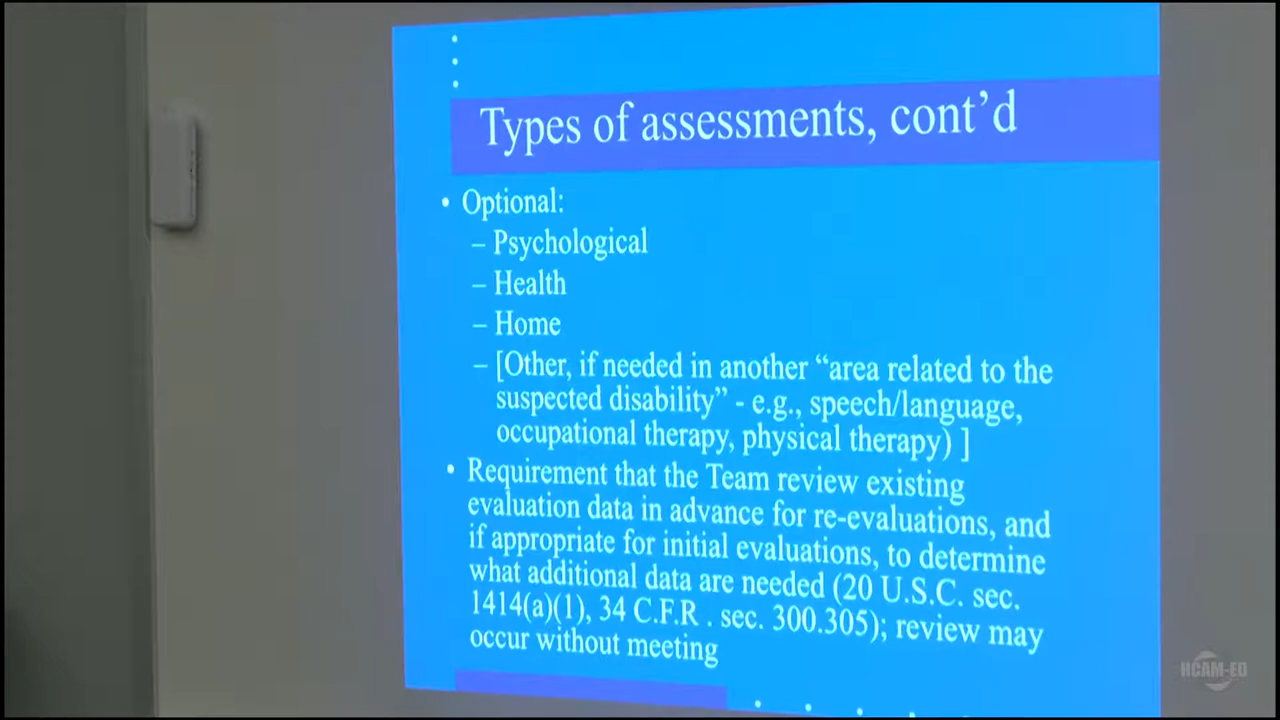 Types of assessments, cont’d
• Optional:
– Psychological
– Health
– Home
– [Other, if needed in another “area related to the
suspected disability” - e.g., speech/language,
occupational therapy, physical therapy) ]
• Requirement that the Team review existing
evaluation data in advance for re-evaluations, and
if appropriate for initial evaluations, to determine
what additional data are needed (20 U.S.C. sec.
1414(a)(1), 34 C.F.R . sec. 300.305); review may
occur without meeting
HCAM-ED